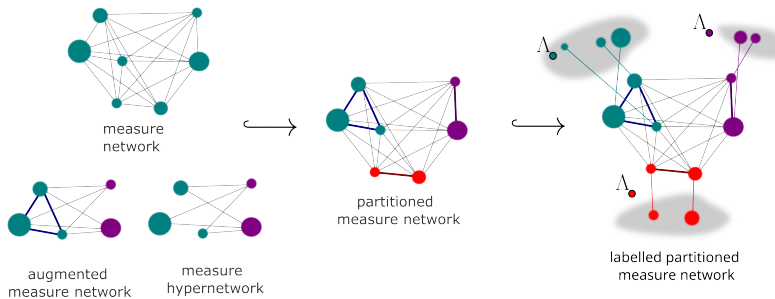 Λ
Λ
measure
network
partitioned
measure network
Λ
augmented
measure network
measure
hypernetwork
labelled partitioned
measure network